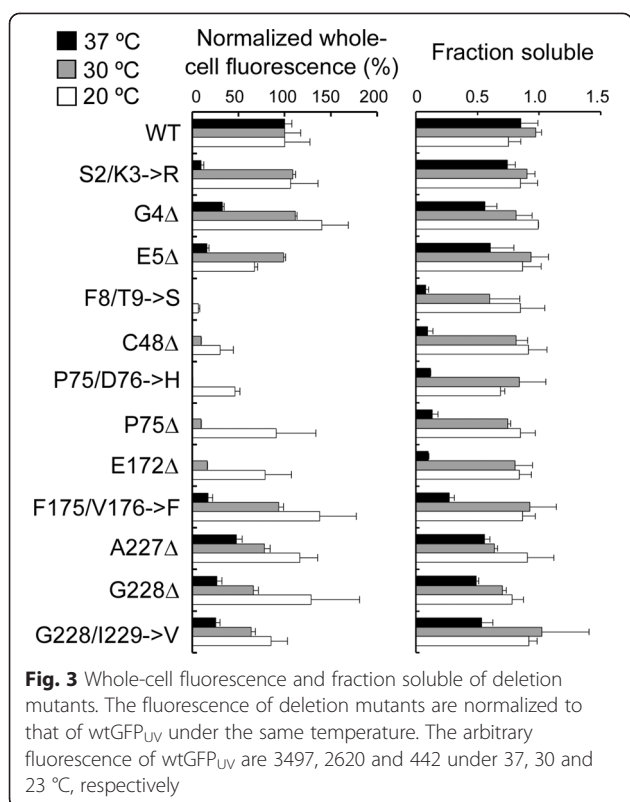 37 ºC
30 ºC
20 ºC
Normalized whole-
cell fluorescence (%)
0 50 100 150 200
Fraction soluble
0 0.5 1.0 1.5
WT
S2/K3->R
G4Δ
E5Δ
F8/T9->S
C48Δ
P75/D76->H
P75Δ
E172Δ
F175/V176->F
A227Δ
G228Δ
G228/I229->V
Fig. 3 Whole-cell fluorescence and fraction soluble of deletion
mutants. The fluorescence of deletion mutants are normalized to
that of wtGFPUV under the same temperature. The arbitrary
fluorescence of wtGFPUV are 3497, 2620 and 442 under 37, 30 and
23 °C, respectively